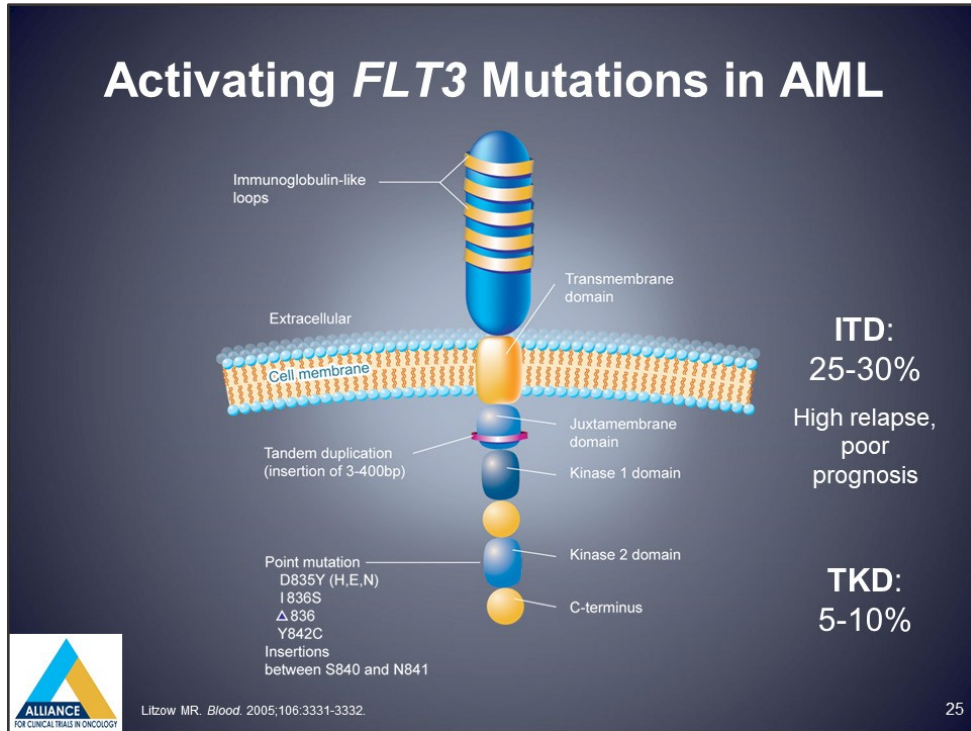 Activating FLT3 Mutations in AML
Immunoglobulin-like
loops
Transmembrane
domain
Extracellular
Cell membrane
ITD:
25-30%
High relapse,
poor
prognosis
Juxtamembrane
domain
Tandem duplication
(insertion of 3-400bp)
Kinase 1 domain
Kinase 2 domain
Point mutation
D835Y (H,E,N)
I 836S
△ 836
Y842C
Insertions
between S840 and N841
C-terminus
TKD:
5-10%
ALLIANCE
FOR CLINICAL TRIALS IN ONCOLOGY
Litzow MR. Blood. 2005;106:3331-3332.
25